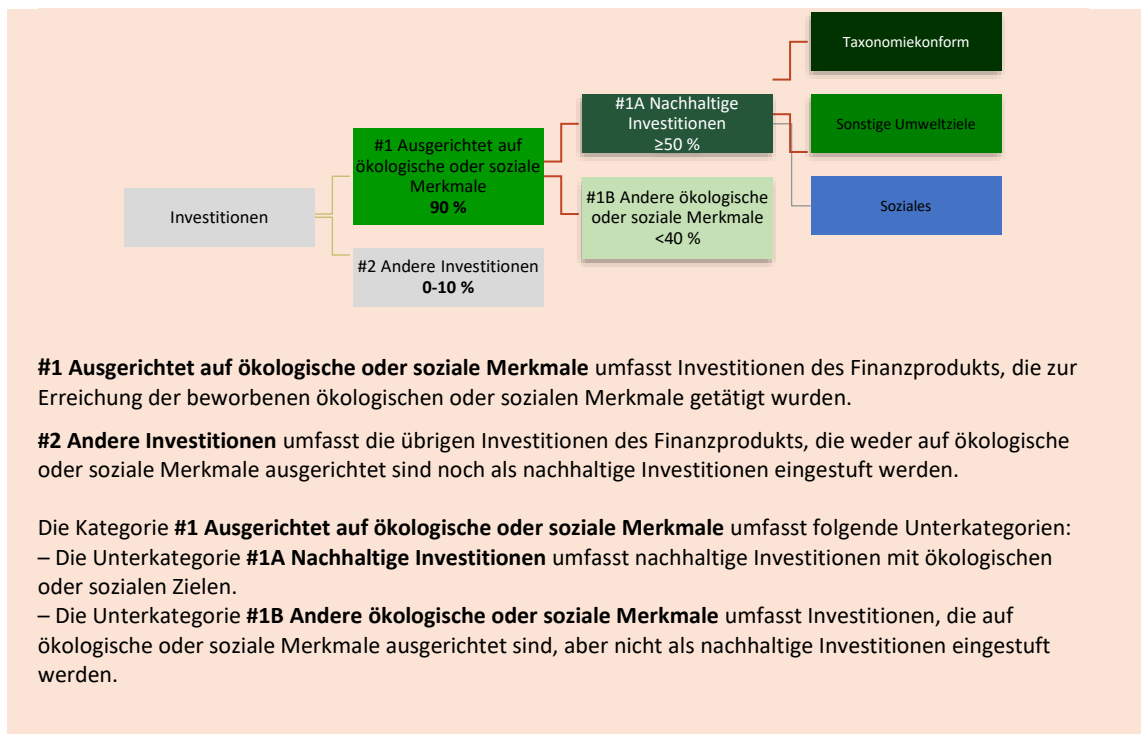 Taxonomiekonform
#1A Nachhaltige
Investitionen
≥50 %
Sonstige Umweltziele
#1 Ausgerichtet auf
ökologische oder soziale
Merkmale
90 %
#1B Andere ökologische
oder soziale Merkmale
<40 %
Soziales
Investitionen
#2 Andere Investitionen
0-10 %
#1 Ausgerichtet auf ökologische oder soziale Merkmale umfasst Investitionen des Finanzprodukts, die zur
Erreichung der beworbenen ökologischen oder sozialen Merkmale getätigt wurden.
#2 Andere Investitionen umfasst die übrigen Investitionen des Finanzprodukts, die weder auf ökologische
oder soziale Merkmale ausgerichtet sind noch als nachhaltige Investitionen eingestuft werden.
Die Kategorie #1 Ausgerichtet auf ökologische oder soziale Merkmale umfasst folgende Unterkategorien:
– Die Unterkategorie #1A Nachhaltige Investitionen umfasst nachhaltige Investitionen mit ökologischen
oder sozialen Zielen.
– Die Unterkategorie #1B Andere ökologische oder soziale Merkmale umfasst Investitionen, die auf
ökologische oder soziale Merkmale ausgerichtet sind, aber nicht als nachhaltige Investitionen eingestuft
werden.